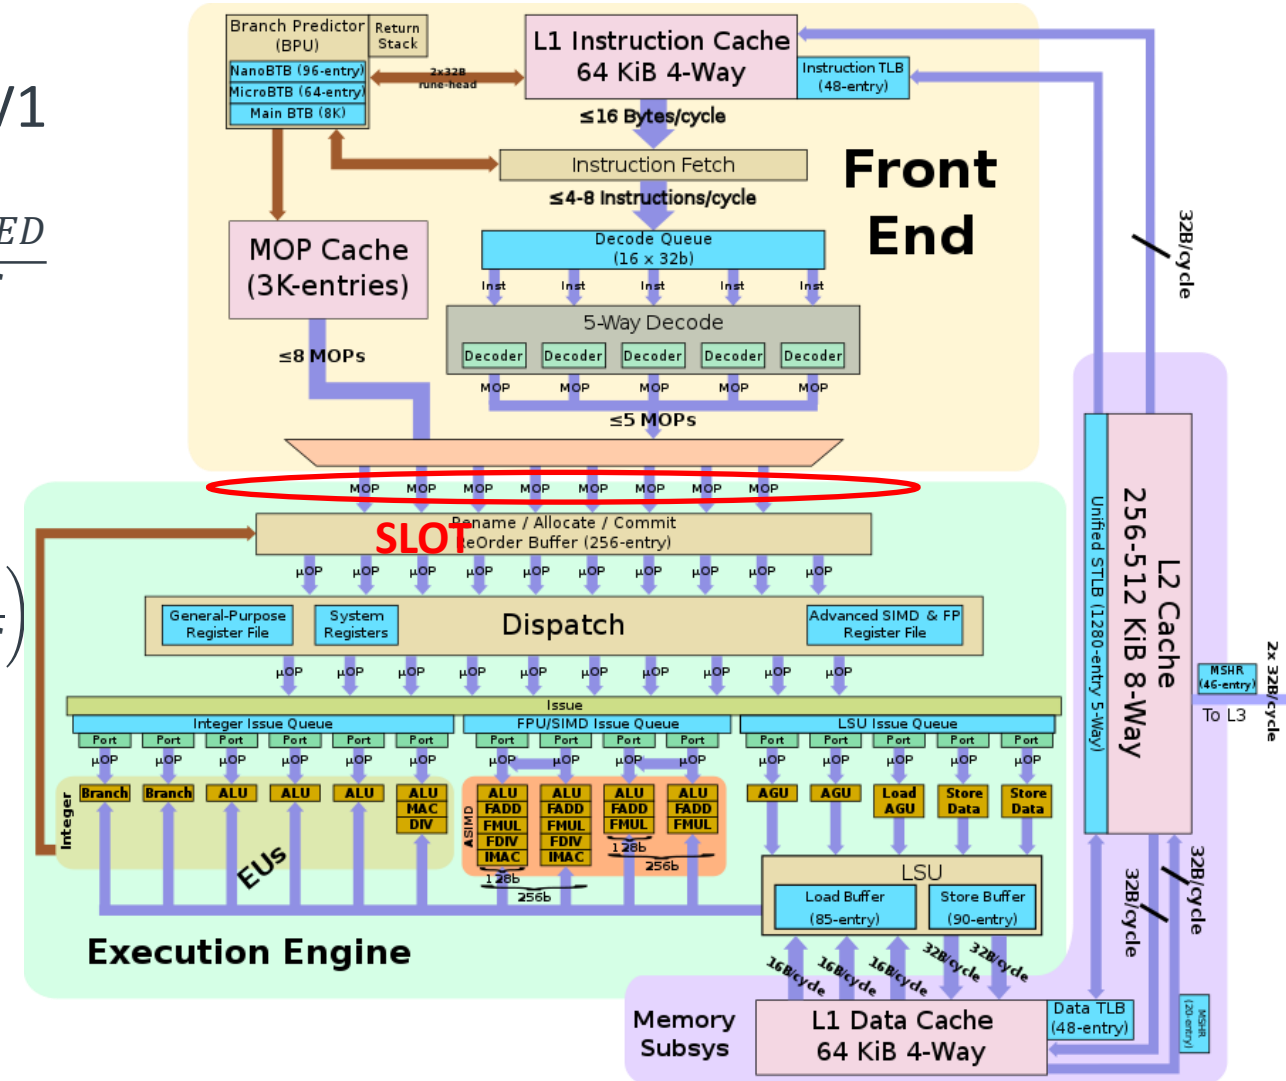 /1
ED
Branch Predictor
(BPU)
Return
Stack
NanoBTB (96-entry)
MicroBTB (64-entry)
Main BTB (8K)
2x32B
rune-head
L1 Instruction Cache
64 KiB 4-Way
Instruction TLB
(48-entry)
≤16 Bytes/cycle
Instruction Fetch
≤4-8 Instructions/cycle
Front
End
MOP Cache
(3K-entries)
Decode Queue
(16 x 32b)
Inst Inst Inst Inst Inst
5-Way Decode
Decoder Decoder Decoder Decoder Decoder
MOP MOP MOP MOP MOP
≤8 MOPs
≤5 MOPs
32B/cycle
MOP MOP MOP MOP MOP MOP MOP MOP
SLOT
Rename / Allocate / Commit
ReOrder Buffer (256-entry)
μOP μOP μOP μOP μOP μOP μOP μOP μOP μOP
General-Purpose
Register File
System
Registers
Dispatch
Advanced SIMD & FP
Register File
μOP μOP μOP μOP μOP μOP μOP μOP μOP μOP
Issue
Integer Issue Queue
FPU/SIMD Issue Queue
LSU Issue Queue
Port Port Port Port Port Port Port Port Port Port Port Port Port Port Port
μOP μOP μOP μOP μOP μOP μOP μOP μOP μOP μOP μOP μOP μOP μOP
Integer
Branch
Branch
ALU
ALU
ALU
ALU
MAC
DIV
EUs
ASIMD
ALU
FADD
FMUL
FDIV
IMAC
ALU
FADD
FMUL
FDIV
IMAC
ALU
FADD
FMUL
ALU
FADD
FMUL
128b
256b
128b
256b
AGU
AGU
Load
AGU
Store
Data
Store
Data
LSU
Load Buffer
(85-entry)
Store Buffer
(90-entry)
Execution Engine
16B/cycle
16B/cycle
16B/cycle
32B/cycle
32B/cycle
Memory
Subsys
L1 Data Cache
64 KiB 4-Way
Data TLB
(48-entry)
MSHR
(20-entry)
32B/cycle
32B/cycle
Unified STLB (1280-entry 5-Way)
L2 Cache
256-512 KiB 8-Way
MSHR
(46-entry)
To L3
2x 32B/cycle